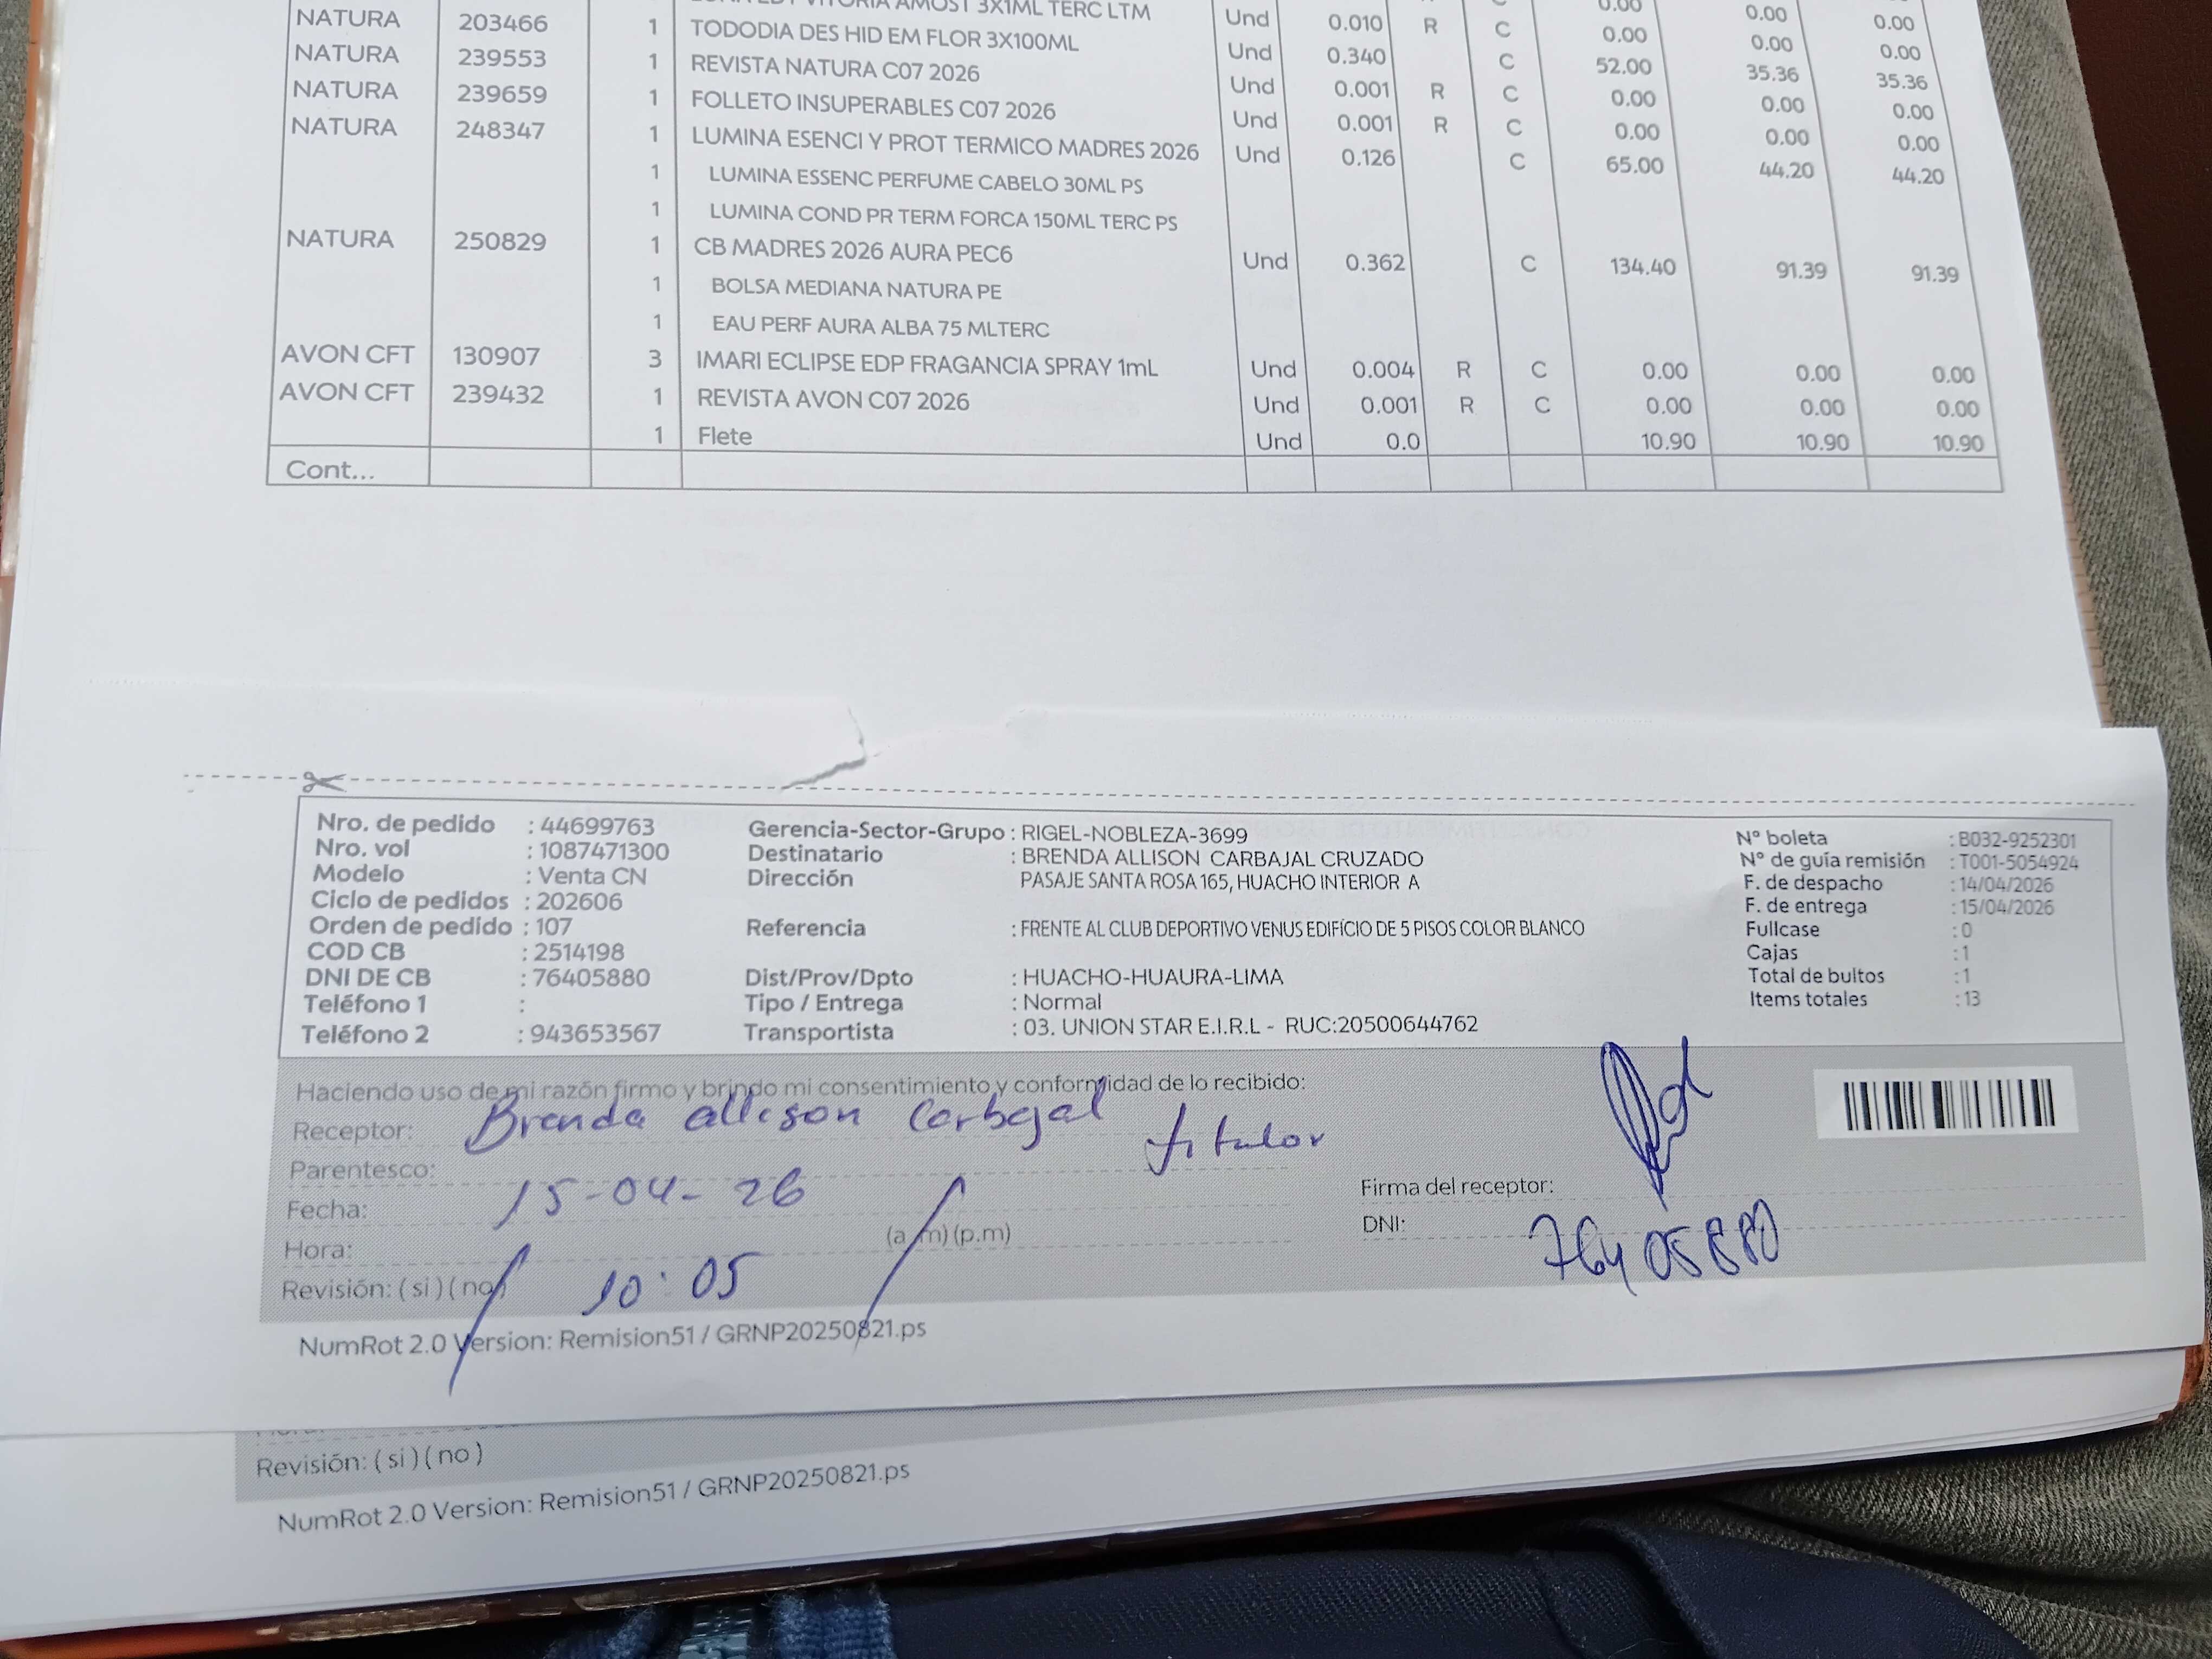 AMOST 3X1ML TERC LTM Und 0.010 R C 0.00 0.00 0.00
NATURA 203466 1 TODODIA DES HID EM FLOR 3X100ML Und 0.340 C 52.00 35.36 35.36
NATURA 239553 1 REVISTA NATURA C07 2026 Und 0.001 R C 0.00 0.00 0.00
NATURA 239659 1 FOLLETO INSUPERABLES C07 2026 Und 0.001 R C 0.00 0.00 0.00
NATURA 248347 1 LUMINA ESENCI Y PROT TERMICO MADRES 2026 Und 0.126 C 65.00 44.20 44.20
1 LUMINA ESSENC PERFUME CABELO 30ML PS
1 LUMINA COND PR TERM FORCA 150ML TERC PS
NATURA 250829 1 CB MADRES 2026 AURA PEC6 Und 0.362 C 134.40 91.39 91.39
1 BOLSA MEDIANA NATURA PE
1 EAU PERF AURA ALBA 75 MLTERC
AVON CFT 130907 3 IMARI ECLIPSE EDP FRAGANCIA SPRAY 1mL Und 0.004 R C 0.00 0.00 0.00
AVON CFT 239432 1 REVISTA AVON C07 2026 Und 0.001 R C 0.00 0.00 0.00
1 Flete Und 0.0 10.90 10.90 10.90
Cont...
Nro. de pedido : 44699763 Gerencia-Sector-Grupo : RIGEL-NOBLEZA-3699 N° boleta : B032-9252301
Nro. vol : 1087471300 Destinatario : BRENDA ALLISON CARBAJAL CRUZADO N° de guía remisión : T001-5054924
Modelo : Venta CN Dirección PASAJE SANTA ROSA 165, HUACHO INTERIOR A F. de despacho : 14/04/2026
Ciclo de pedidos : 202606 F. de entrega : 15/04/2026
Orden de pedido : 107 Referencia : FRENTE AL CLUB DEPORTIVO VENUS EDIFÍCIO DE 5 PISOS COLOR BLANCO Fullcase : 0
COD CB : 2514198 Cajas : 1
DNI DE CB : 76405880 Dist/Prov/Dpto : HUACHO-HUAURA-LIMA Total de bultos : 1
Teléfono 1 : Tipo / Entrega : Normal Items totales : 13
Teléfono 2 : 943653567 Transportista : 03. UNION STAR E.I.R.L - RUC:20500644762
Haciendo uso de mi razón firmo y brindo mi consentimiento y conformidad de lo recibido:
Receptor: Brenda allison Carbajal
Parentesco: titular
Fecha: 15-04-26 Firma del receptor:
Hora: 10:05 (a.m) (p.m) DNI: 76405880
Revisión: ( si ) ( no )
NumRot 2.0 Version: Remision51 / GRNP20250821.ps
Revisión: ( si ) ( no )
NumRot 2.0 Version: Remision51 / GRNP20250821.ps